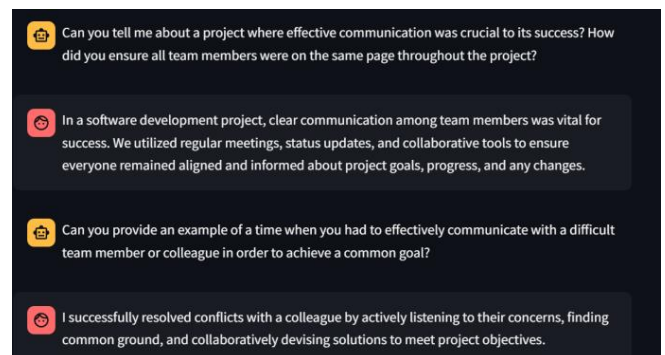 Can you tell me about a project where effective communication was crucial to its success? How
did you ensure all team members were on the same page throughout the project?
In a software development project, clear communication among team members was vital for
success. We utilized regular meetings, status updates, and collaborative tools to ensure
everyone remained aligned and informed about project goals, progress, and any changes.
Can you provide an example of a time when you had to effectively communicate with a difficult
team member or colleague in order to achieve a common goal?
I successfully resolved conflicts with a colleague by actively listening to their concerns, finding
common ground, and collaboratively devising solutions to meet project objectives.